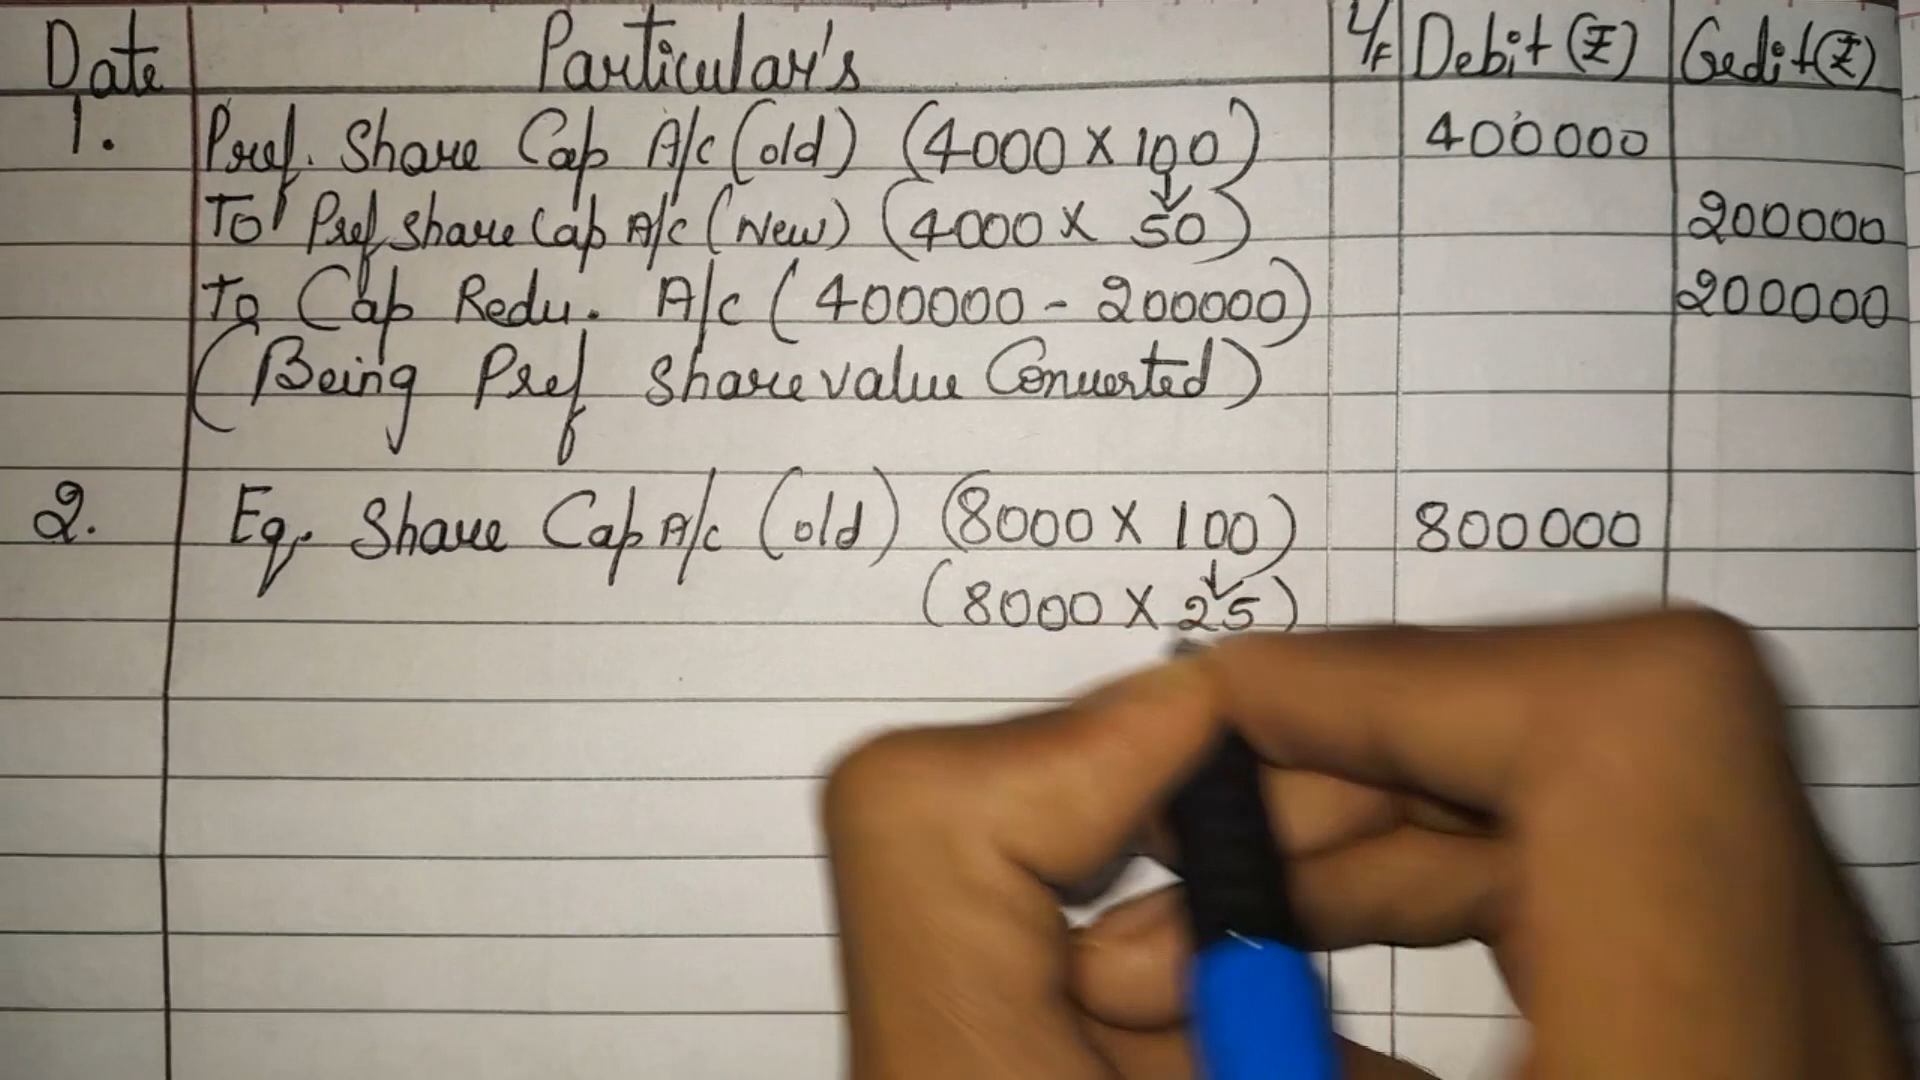 Date Particular's L/F Debit (₹) Credit (₹)
1. Pref. Share Cap A/c (old) (4000 X 100) 400000
To Pref share Cap A/c (New) (4000 X 50) 200000
To Cap Redu. A/c (400000 - 200000) 200000
(Being Pref share value Converted)
2. Eq. Share Cap A/c (old) (8000 X 100) 800000
(8000 X 25)